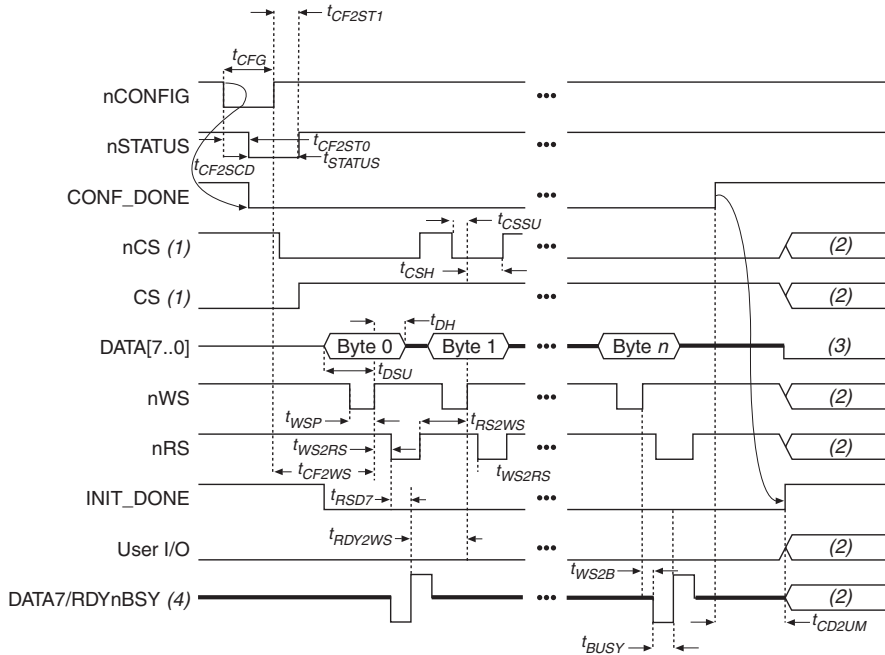 tCF2ST1
tCFG
nCONFIG
•••
nSTATUS
tCF2ST0
•••
tCF2SCD
tSTATUS
CONF_DONE
•••
tCSSU
nCS (1)
•••
(2)
tCSH
CS (1)
•••
(2)
tDH
DATA[7..0]
Byte 0
Byte 1
•••
Byte n
(3)
tDSU
nWS
•••
(2)
tWSP
tRS2WS
nRS
tWS2RS
•••
(2)
tCF2WS
tWS2RS
INIT_DONE
tRSD7
•••
tRDY2WS
User I/O
•••
(2)
tWS2B
DATA7/RDYnBSY (4)
•••
(2)
tCD2UM
tBUSY